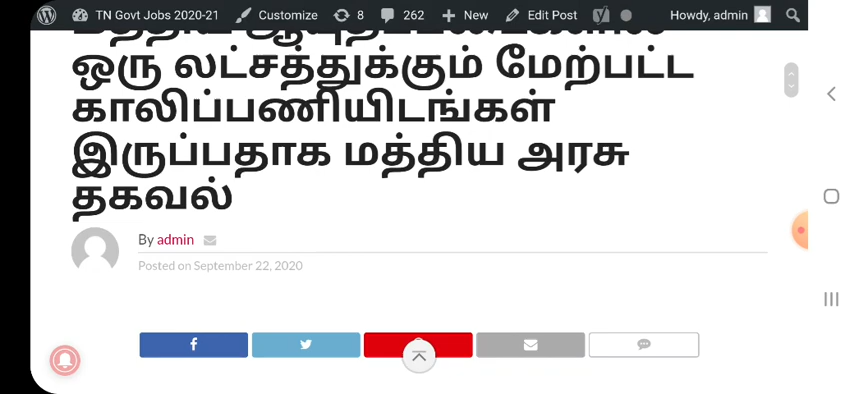 TN Govt Jobs 2020-21 Customize 8 262 New Edit Post Howdy, admin
ஒரு லட்சத்துக்கும் மேற்பட்ட
காலிப்பணியிடங்கள்
இருப்பதாக மத்திய அரசு
தகவல்
By admin
Posted on September 22, 2020